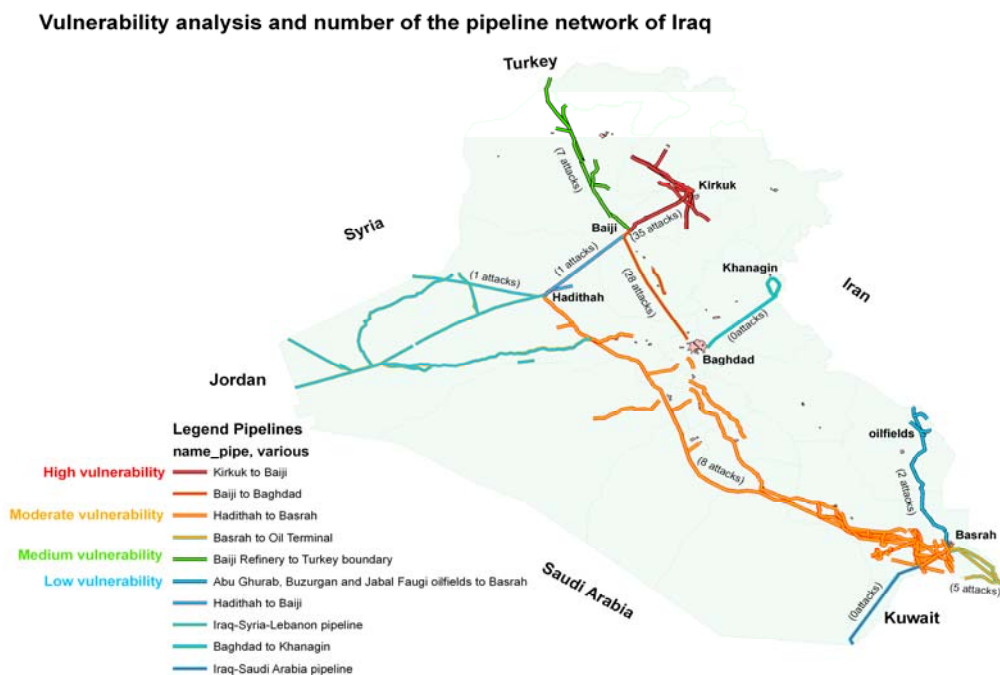 Vulnerability analysis and number of the pipeline network of Iraq
Turkey
(7 attacks)
Kirkuk
Syria
Baiji
(35 attacks)
(1 attacks)
Khanagin
(1 attacks)
(28 attacks)
Iran
Hadithah
(0attacks)
Baghdad
Jordan
oilfields
(8 attacks)
(2 attacks)
Basrah
Saudi Arabia
(0attacks)
(5 attacks)
Kuwait
Legend Pipelines
name_pipe, various
High vulnerability
Kirkuk to Baiji
Baiji to Baghdad
Moderate vulnerability
Hadithah to Basrah
Basrah to Oil Terminal
Medium vulnerability
Baiji Refinery to Turkey boundary
Low vulnerability
Abu Ghurab, Buzurgan and Jabal Faugi oilfields to Basrah
Hadithah to Baiji
Iraq-Syria-Lebanon pipeline
Baghdad to Khanagin
Iraq-Saudi Arabia pipeline